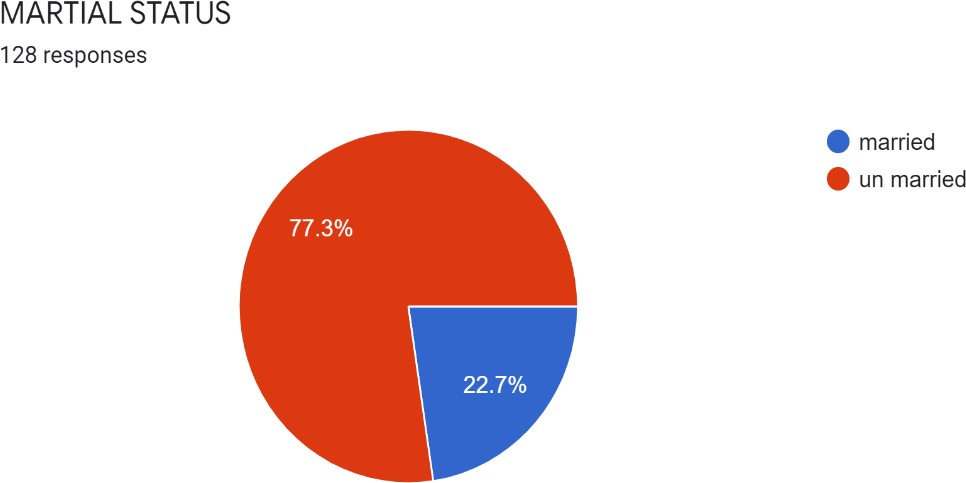 MARTIAL STATUS
128 responses
married
un married
77.3%
22.7%